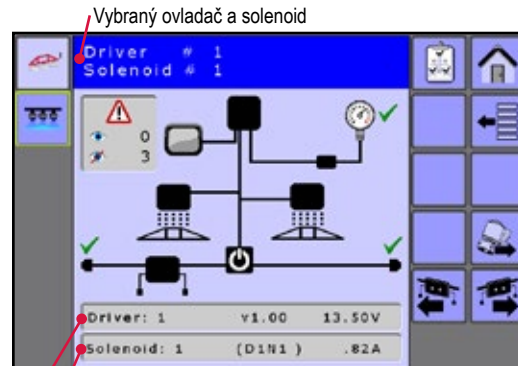 Vybraný ovladač a solenoid
Driver # 1
Solenoid # 1
0
3
Driver: 1 v1.00 13.50V
Solenoid: 1 (D1N1) .82A